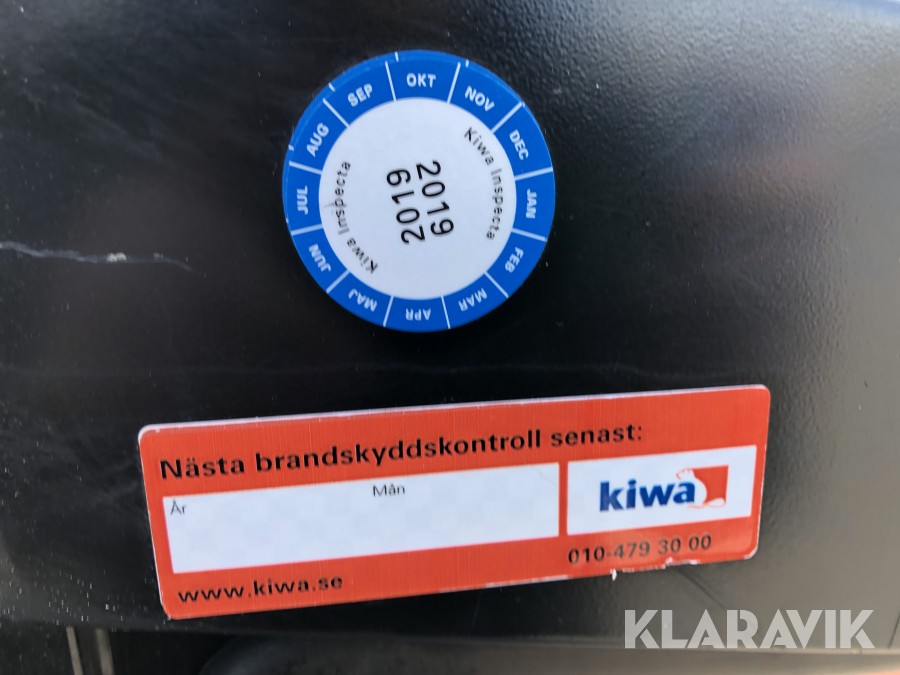 OKT
NOV
DEC
JAN
FEB
MAR
APR
MAJ
JUN
JUL
AUG
SEP
Kiwa Inspecta
Kiwa Inspecta
2019
2019
Nästa brandskyddskontroll senast:
År Mån
kiwa
www.kiwa.se 010-479 30 00
KLARAVIK